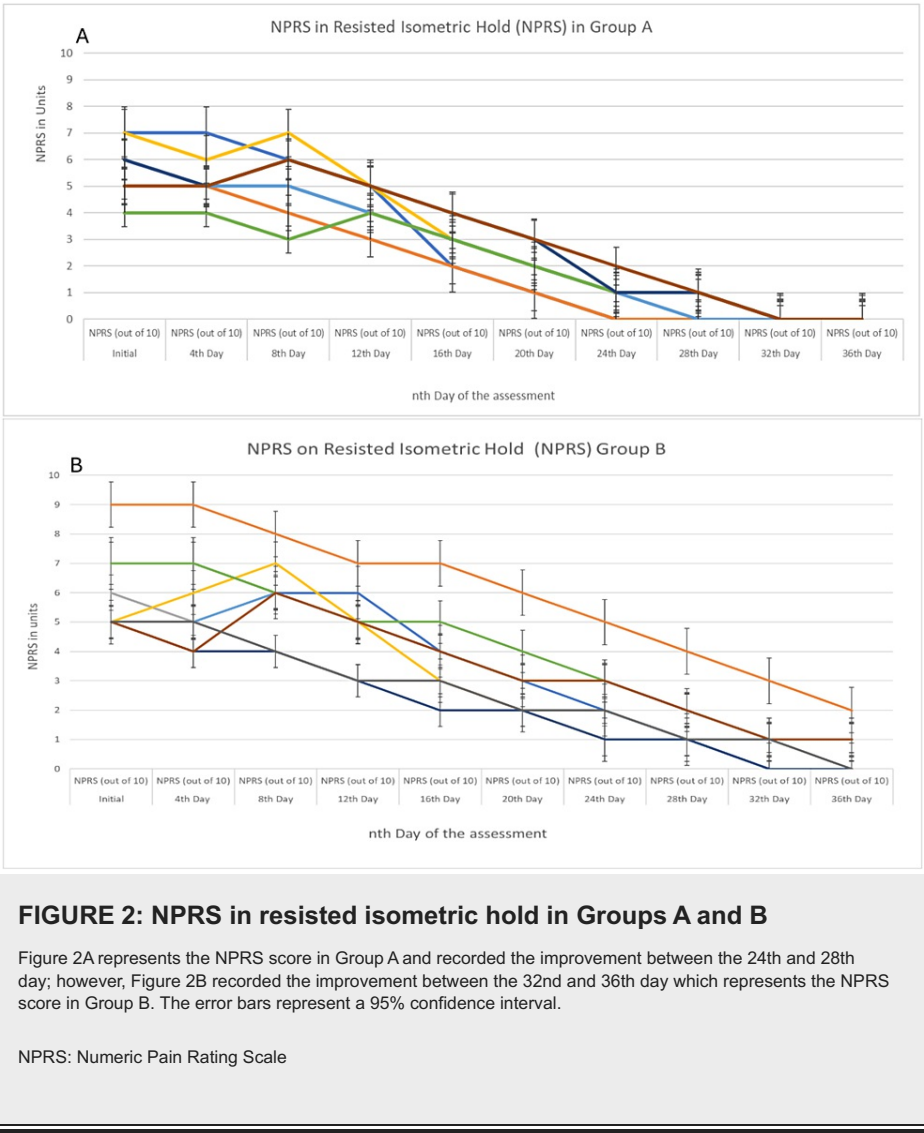 A
NPRS in Resisted Isometric Hold (NPRS) in Group A
NPRS in Units
10
9
8
7
6
5
4
3
2
1
0
NPRS (out of 10) NPRS (out of 10) NPRS (out of 10) NPRS (out of 10) NPRS (out of 10) NPRS (out of 10) NPRS (out of 10) NPRS (out of 10) NPRS (out of 10) NPRS (out of 10)
Initial 4th Day 8th Day 12th Day 16th Day 20th Day 24th Day 28th Day 32th Day 36th Day
nth Day of the assessment
B
NPRS on Resisted Isometric Hold (NPRS) Group B
NPRS in units
10
9
8
7
6
5
4
3
2
1
0
NPRS (out of 10) NPRS (out of 10) NPRS (out of 10) NPRS (out of 10) NPRS (out of 10) NPRS (out of 10) NPRS (out of 10) NPRS (out of 10) NPRS (out of 10) NPRS (out of 10)
Initial 4th Day 8th Day 12th Day 16th Day 20th Day 24th Day 28th Day 32th Day 36th Day
nth Day of the assessment
FIGURE 2: NPRS in resisted isometric hold in Groups A and B
Figure 2A represents the NPRS score in Group A and recorded the improvement between the 24th and 28th
day; however, Figure 2B recorded the improvement between the 32nd and 36th day which represents the NPRS
score in Group B. The error bars represent a 95% confidence interval.
NPRS: Numeric Pain Rating Scale